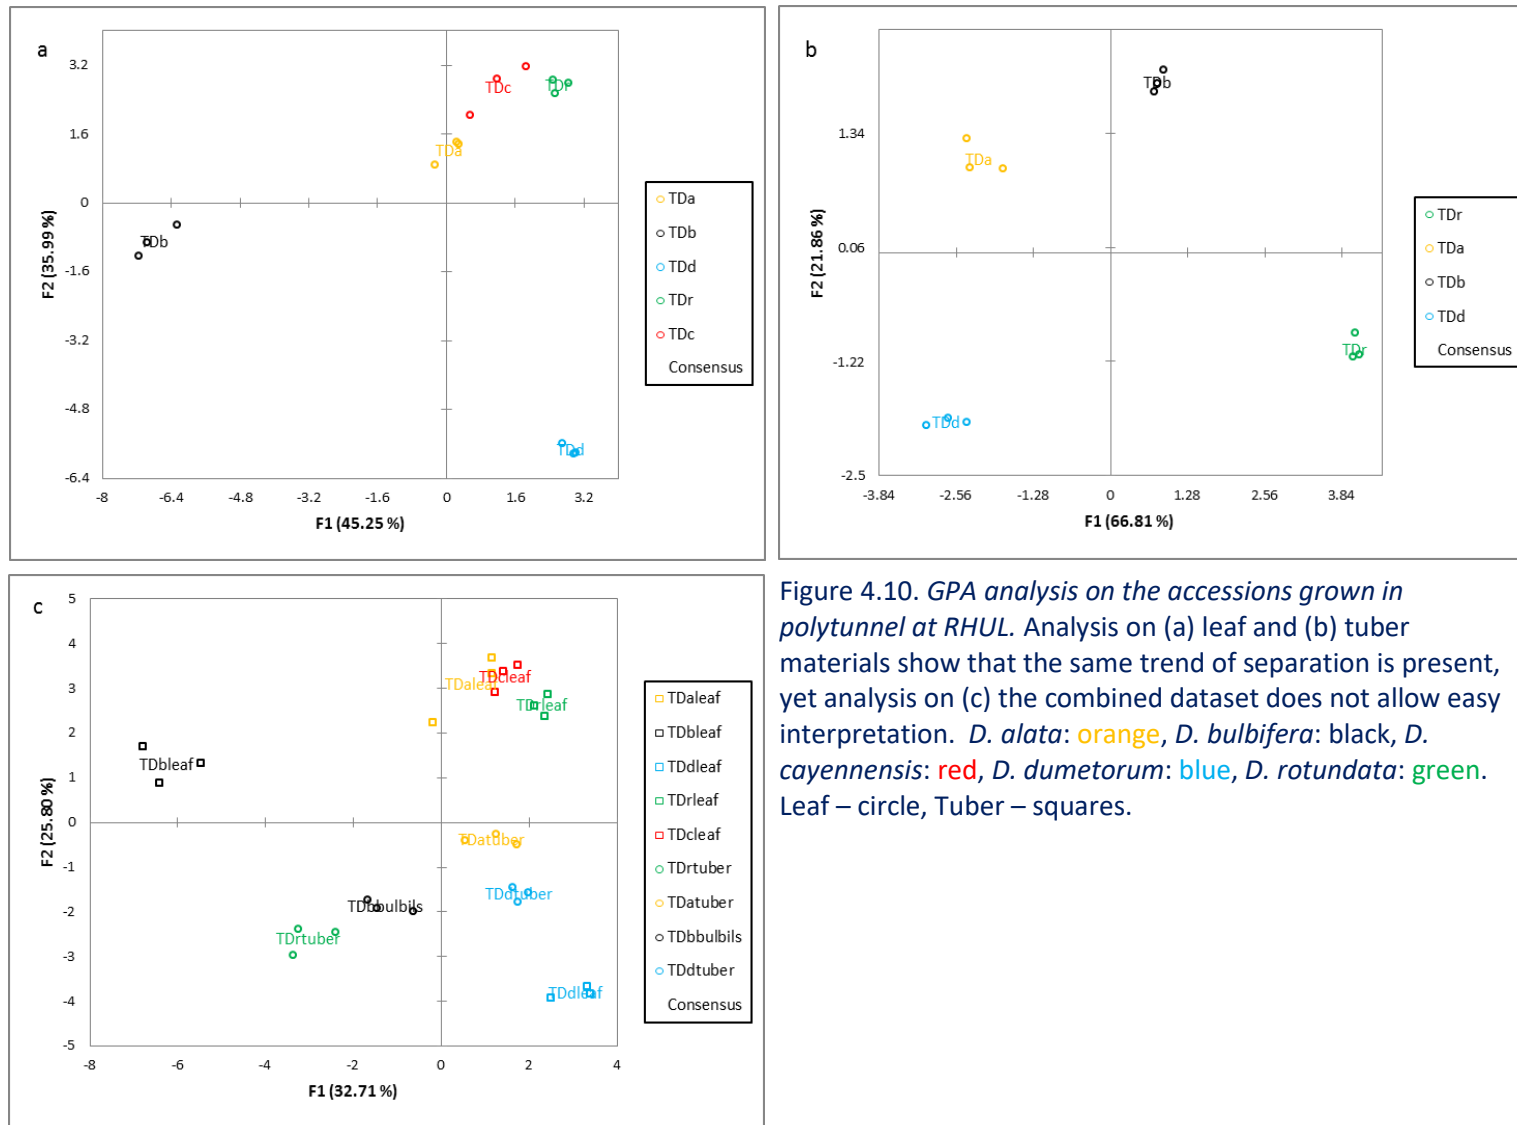 a
3.2
1.6
0
-1.6
-3.2
-4.8
-6.4
-8
-6.4
-4.8
-3.2
-1.6
0
1.6
3.2
F2 (35.99 %)
F1 (45.25 %)
TDc
TDr
TDa
TDb
TDd
TDa
TDb
TDd
TDr
TDc
Consensus
b
1.34
0.06
-1.22
-2.5
-3.84
-2.56
-1.28
0
1.28
2.56
3.84
F2 (21.86 %)
F1 (66.81 %)
TDb
TDa
TDr
TDd
TDr
TDa
TDb
TDd
Consensus
c
5
4
3
2
1
0
-1
-2
-3
-4
-5
-8
-6
-4
-2
0
2
4
F2 (25.80 %)
F1 (32.71 %)
TDaleaf
TDcleaf
TDrleaf
TDbleaf
TDatuber
TDdtuber
TDbbulbils
TDrtuber
TDdleaf
TDaleaf
TDbleaf
TDdleaf
TDrleaf
TDcleaf
TDrtuber
TDatuber
TDbbulbils
TDdtuber
Consensus
Figure 4.10. GPA analysis on the accessions grown in
polytunnel at RHUL. Analysis on (a) leaf and (b) tuber
materials show that the same trend of separation is present,
yet analysis on (c) the combined dataset does not allow easy
interpretation. D. alata: orange, D. bulbifera: black, D.
cayennensis: red, D. dumetorum: blue, D. rotundata: green.
Leaf – circle, Tuber – squares.